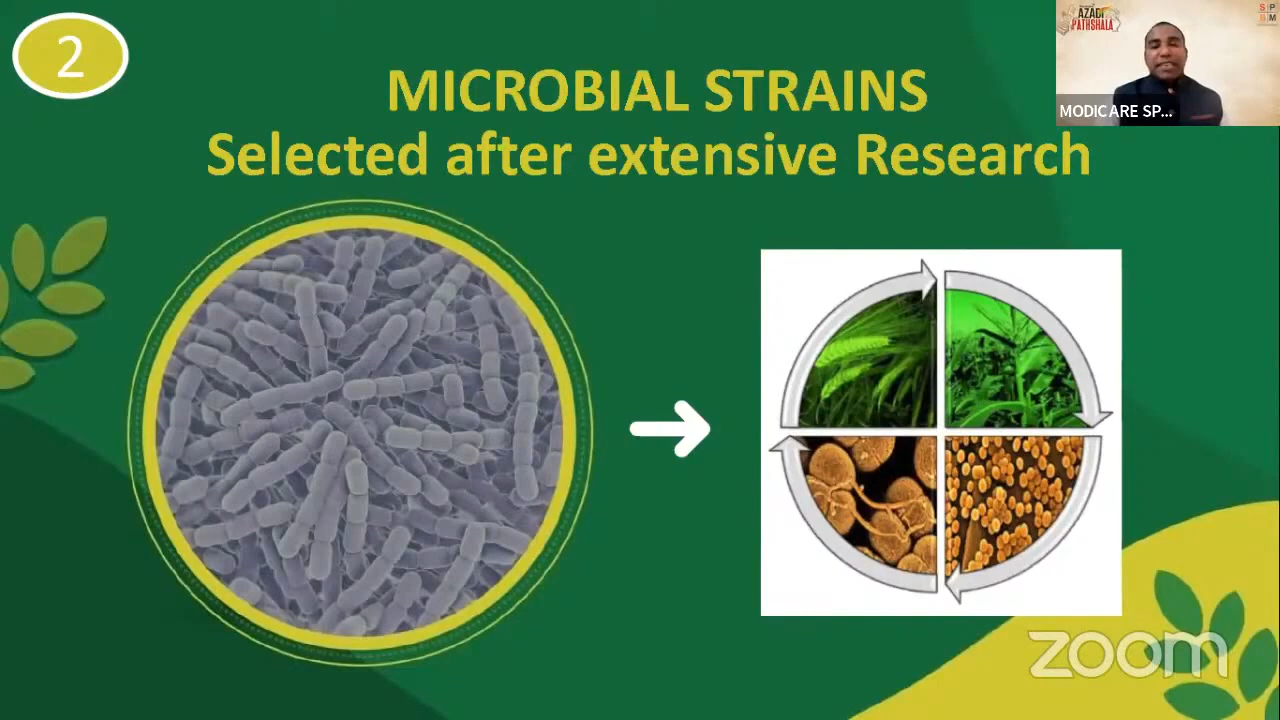 2
MICROBIAL STRAINS
Selected after extensive Research
AZADI
PATHSHALA
S P
B M
MODICARE SP...
zoom